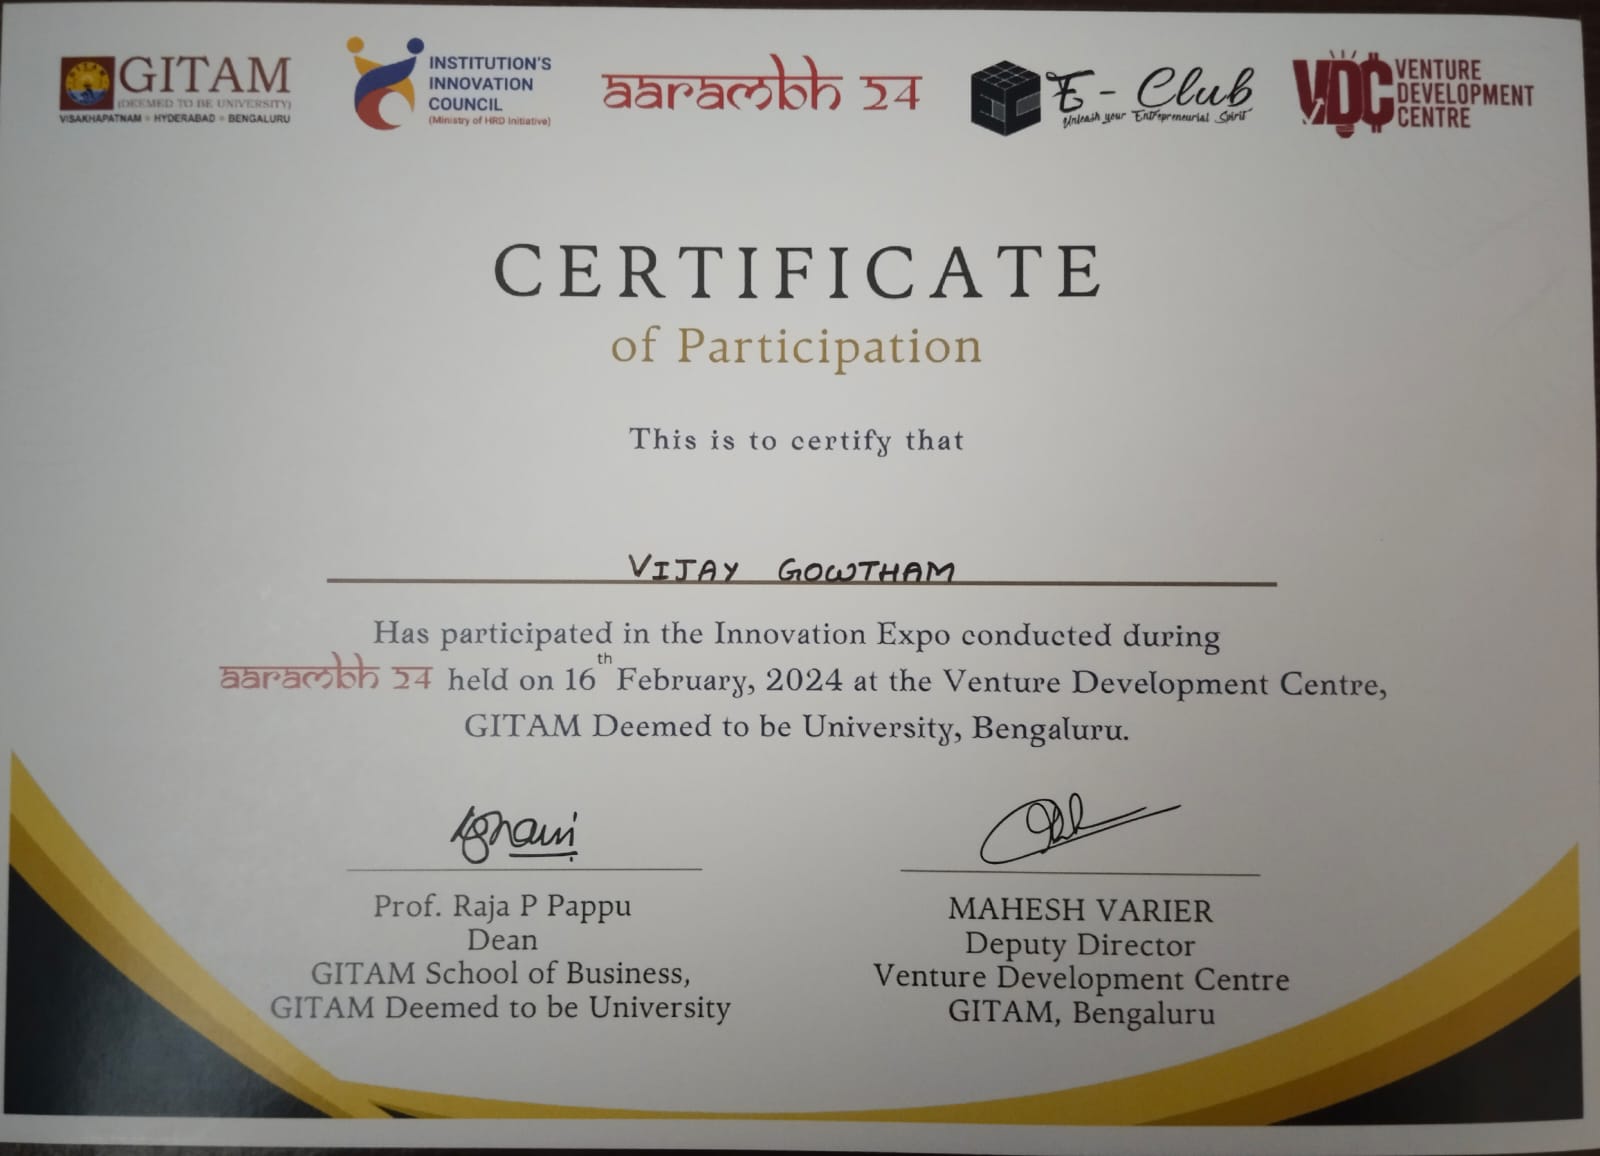 GITAM
(DEEMED TO BE UNIVERSITY)
VISAKHAPATNAM • HYDERABAD • BENGALURU
INSTITUTION'S
INNOVATION
COUNCIL
(Ministry of HRD Initiative)
aarambh 24
E - Club
Unleash your Entrepreneurial Spirit
VDC
VENTURE
DEVELOPMENT
CENTRE
CERTIFICATE
of Participation
This is to certify that
VIJAY GOWTHAM
Has participated in the Innovation Expo conducted during
aarambh 24 held on 16th February, 2024 at the Venture Development Centre,
GITAM Deemed to be University, Bengaluru.
Prof. Raja P Pappu
Dean
GITAM School of Business,
GITAM Deemed to be University
MAHESH VARIER
Deputy Director
Venture Development Centre
GITAM, Bengaluru